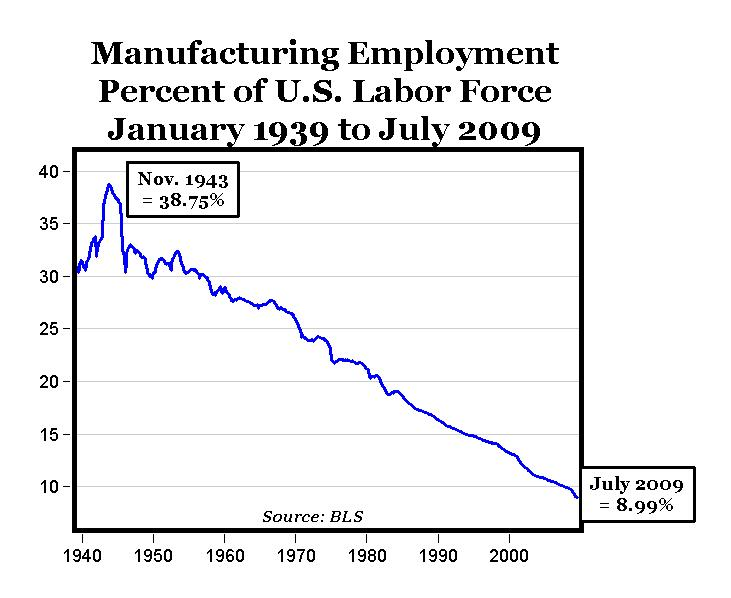 Manufacturing Employment
Percent of U.S. Labor Force
January 1939 to July 2009
40
Nov. 1943
= 38.75%
35
30
25
20
15
10
July 2009
= 8.99%
Source: BLS
1940 1950 1960 1970 1980 1990 2000